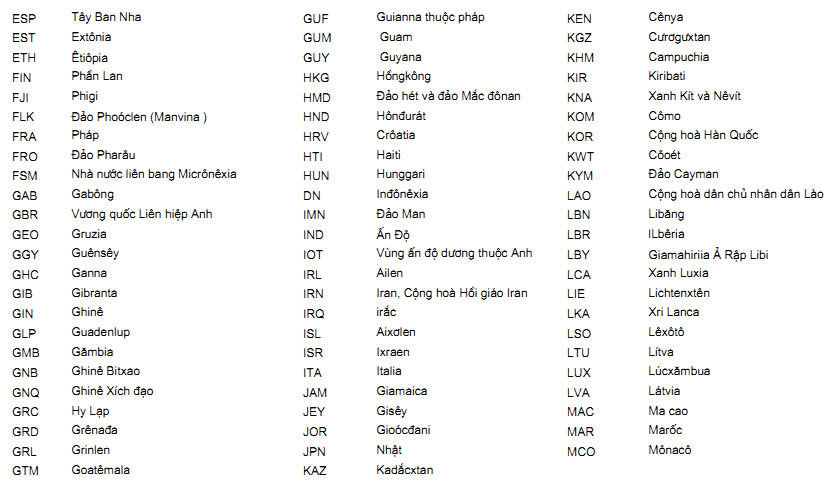 ESP Tây Ban Nha
EST Extônia
ETH Êtiôpia
FIN Phần Lan
FJI Phigi
FLK Đảo Phoóclen (Manvina )
FRA Pháp
FRO Đảo Pharâu
FSM Nhà nước liên bang Micrônêxia
GAB Gabông
GBR Vương quốc Liên hiệp Anh
GEO Gruzia
GGY Guênsêy
GHC Ganna
GIB Gibranta
GIN Ghinê
GLP Guadenlup
GMB Gămbia
GNB Ghinê Bitxao
GNQ Ghinê Xích đạo
GRC Hy Lạp
GRD Grênađa
GRL Grinlen
GTM Goatêmala
GUF Guianna thuộc pháp
GUM Guam
GUY Guyana
HKG Hồngkông
HMD Đảo hét và đảo Mắc đônan
HND Hônđurát
HRV Crôatia
HTI Haiti
HUN Hunggari
DN Inđônêxia
IMN Đảo Man
IND Ấn Độ
IOT Vùng ấn độ dương thuộc Anh
IRL Ailen
IRN Iran, Cộng hoà Hồi giáo Iran
IRQ irắc
ISL Aixơlen
ISR Ixraen
ITA Italia
JAM Giamaica
JEY Gisêy
JOR Gioócđani
JPN Nhật
KAZ Kadắcxtan
KEN Cênya
KGZ Cưrơgưxtan
KHM Campuchia
KIR Kiribati
KNA Xanh Kít và Nêvít
KOM Cômo
KOR Cộng hoà Hàn Quốc
KWT Côoét
KYM Đảo Cayman
LAO Cộng hoà dân chủ nhân dân Lào
LBN Libăng
LBR lLbêria
LBY Giamahiriia Ả Rập Libi
LCA Xanh Luxia
LIE Lichtenxtên
LKA Xri Lanca
LSO Lêxôtô
LTU Lítva
LUX Lúcxămbua
LVA Látvia
MAC Ma cao
MAR Marốc
MCO Mônacô